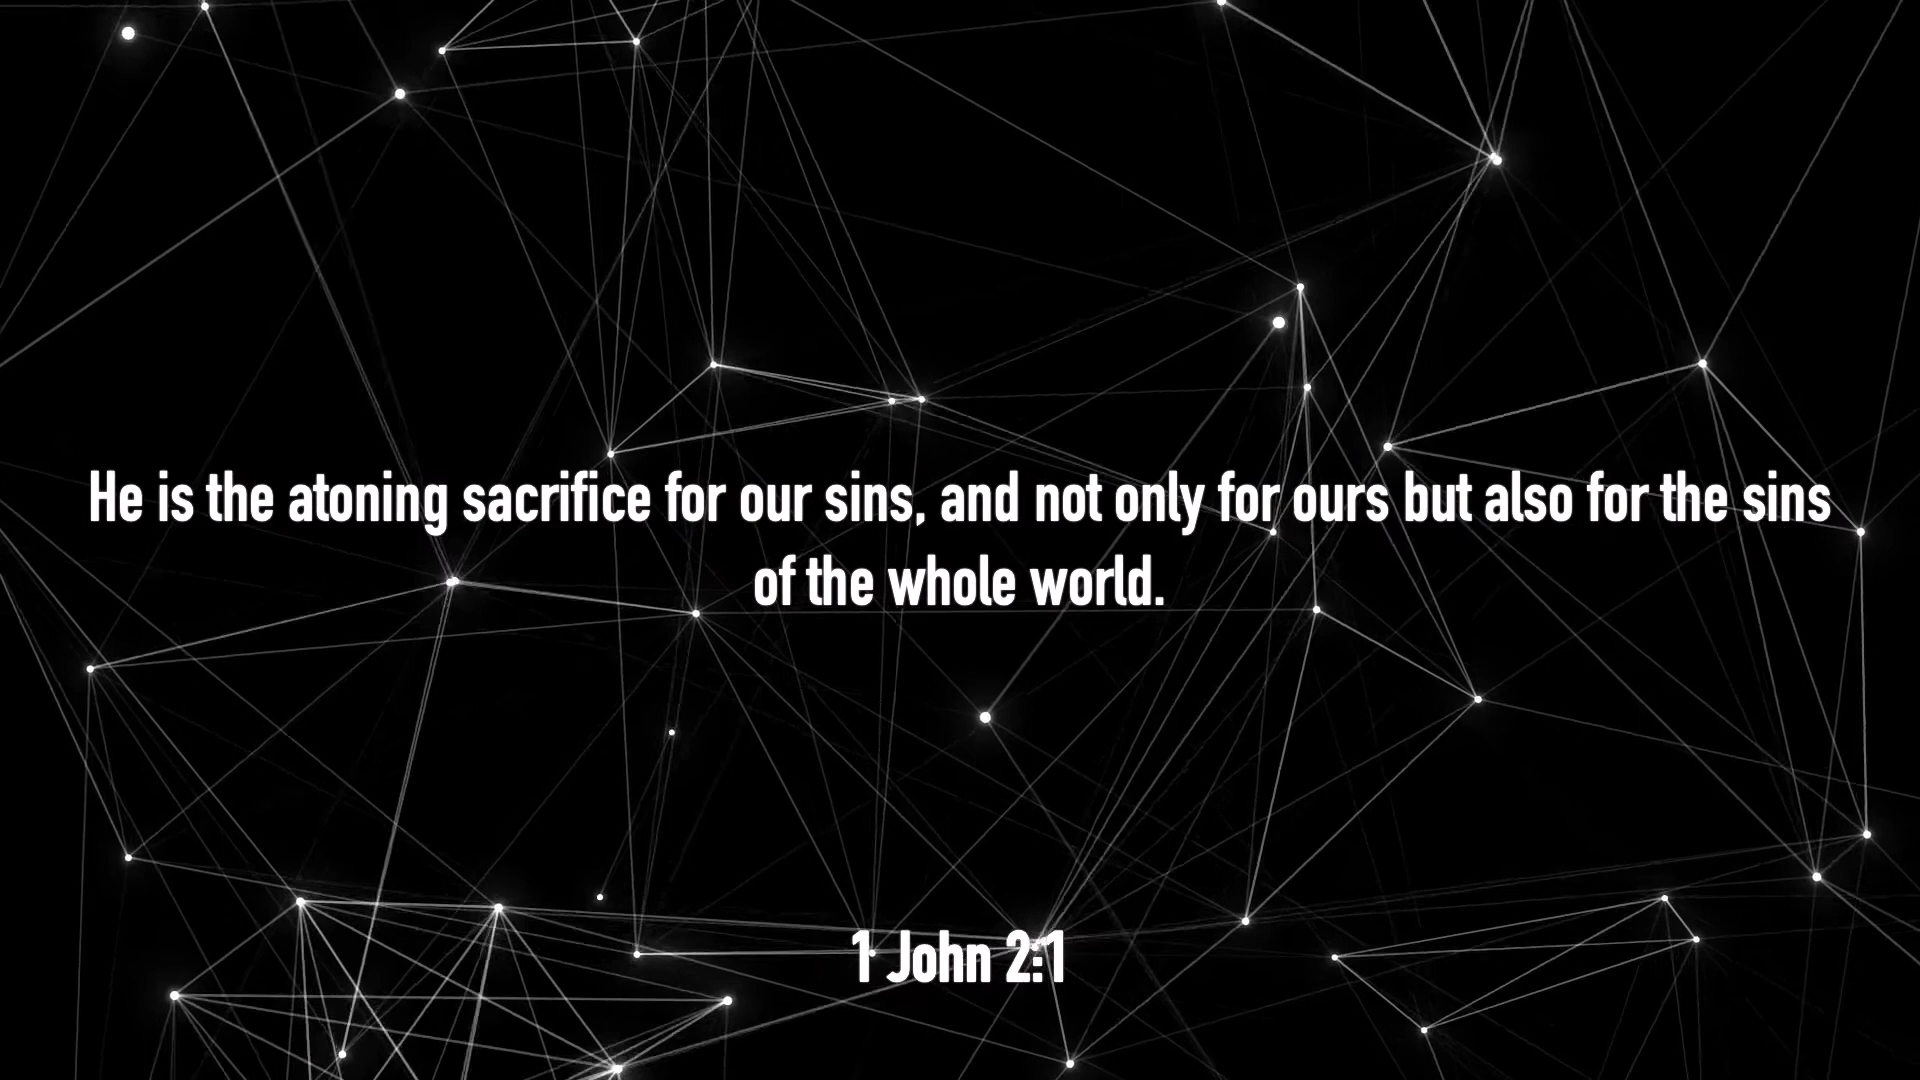 He is the atoning sacrifice for our sins, and not only for ours but also for the sins
of the whole world.
1 John 2:1